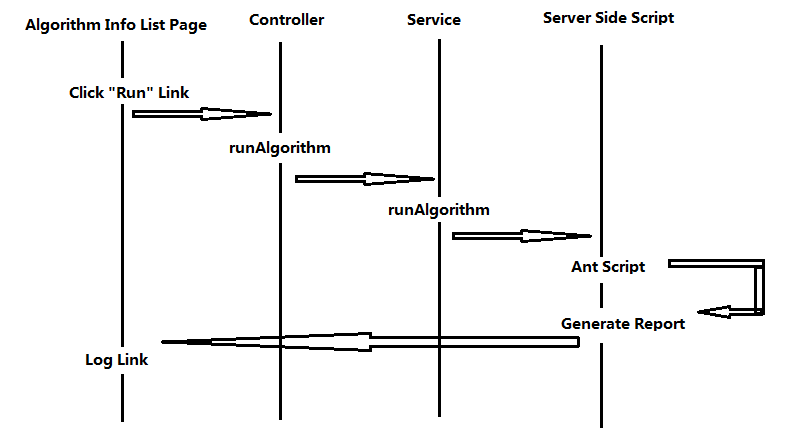 Algorithm Info List Page
Controller
Service
Server Side Script
Click "Run" Link
runAlgorithm
runAlgorithm
Ant Script
Generate Report
Log Link